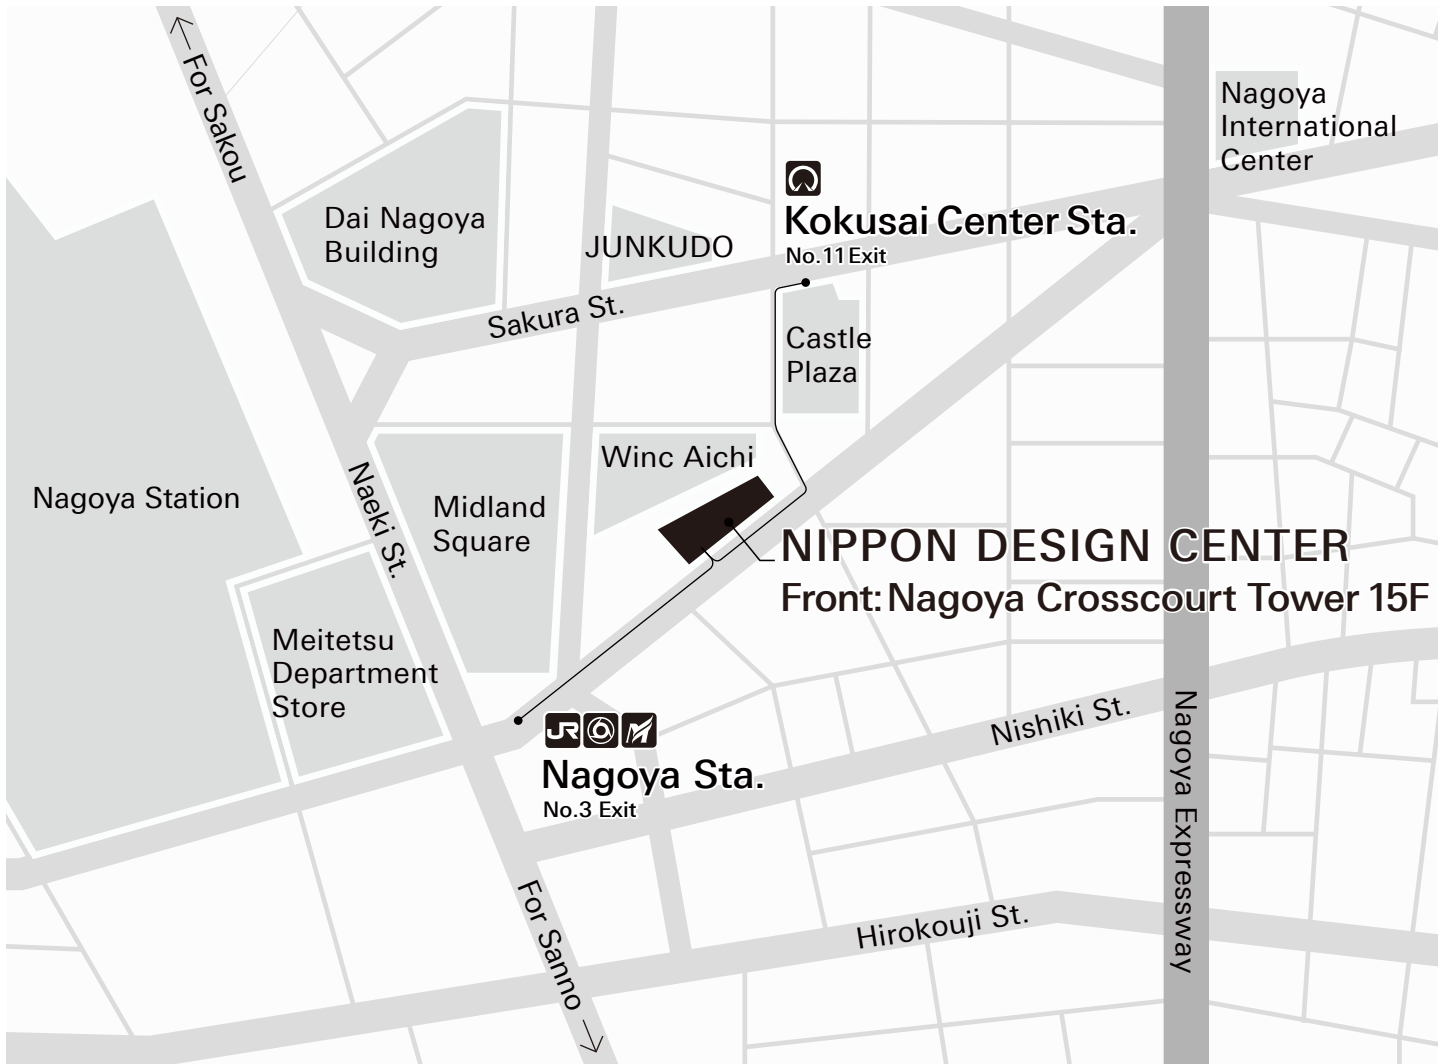 For Sakou
Nagoya
International
Center
Dai Nagoya
Building
JUNKUDO
Kokusai Center Sta.
No.11 Exit
Sakura St.
Castle
Plaza
Winc Aichi
Nagoya Station
Naeki St.
Midland
Square
NIPPON DESIGN CENTER
Front: Nagoya Crosscourt Tower 15F
Meitetsu
Department
Store
JR
Nagoya Sta.
No.3 Exit
Nishiki St.
Nagoya Expressway
Hirokouji St.
For Sanno